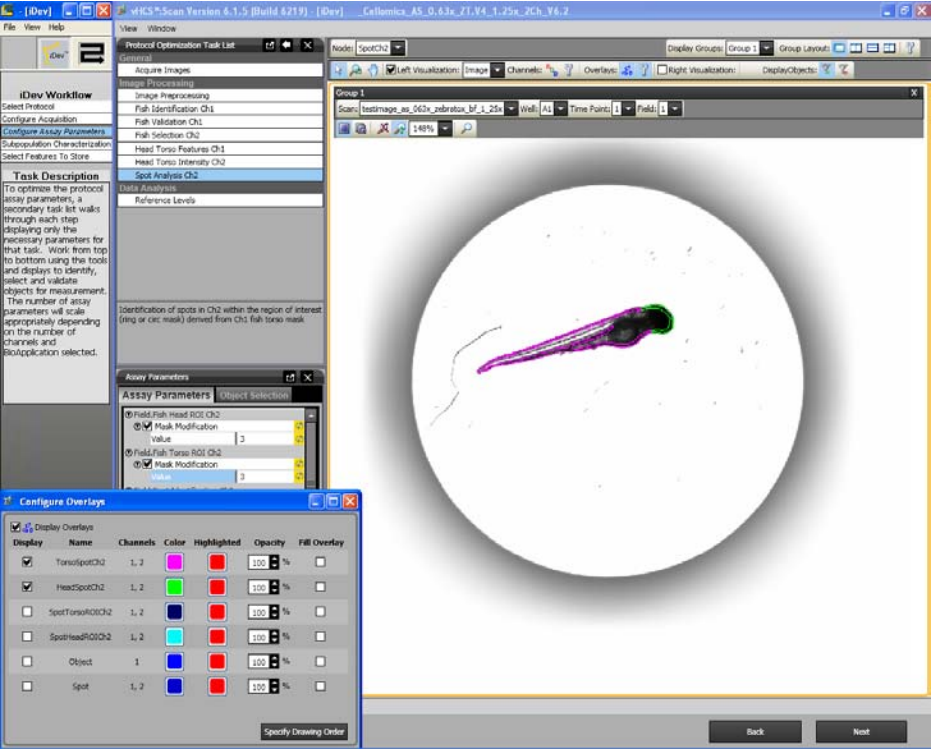 - [iDev]
vHCS™:Scan Version 6.1.5 (Build 6219) - [iDev] _Cellomics_AS_0.63x_ZT.V4_1.25x_2Ch_V6.2
File View Help
View Window
iDev™
iDev Workflow
Select Protocol
Configure Acquisition
Configure Assay Parameters
Subpopulation Characterization
Select Features To Store
Task Description
To optimize the protocol
assay parameters, a
secondary task list walks
through each step
displaying only the
necessary parameters for
that task. Work from top
to bottom using the tools
and displays to identify,
select and validate
objects for measurement.
The number of assay
parameters will scale
appropriately depending
on the number of
channels and
BioApplication selected.
Protocol Optimization Task List
General
Acquire Images
Image Processing
Image Preprocessing
Fish Identification Ch1
Fish Validation Ch1
Fish Selection Ch2
Head Torso Features Ch1
Head Torso Intensity Ch2
Spot Analysis Ch2
Data Analysis
Reference Levels
Identification of spots in Ch2 within the region of interest
(ring or circ mask) derived from Ch1 fish torso mask
Assay Parameters
Assay Parameters Object Selection
Field.Fish Head ROI Ch2
Mask Modification
Value 3
Field.Fish Torso ROI Ch2
Mask Modification
Value 3
Node: SpotCh2 Display Groups: Group 1 Group Layout:
Left Visualization: Image Channels: Overlays: Right Visualization: DisplayObjects:
Group 1 X
Scan: testimage_as_063x_zebratox_bf_1_25x Well: A1 Time Point: 1 Field: 1
148%
Configure Overlays
Display Overlays
Display Name Channels Color Highlighted Opacity Fill Overlay
TorsoSpotCh2 1, 2 100 %
HeadSpotCh2 1, 2 100 %
SpotTorsoROICh2 1, 2 100 %
SpotHeadROICh2 1, 2 100 %
Object 1 100 %
Spot 1, 2 100 %
Specify Drawing Order
Back Next